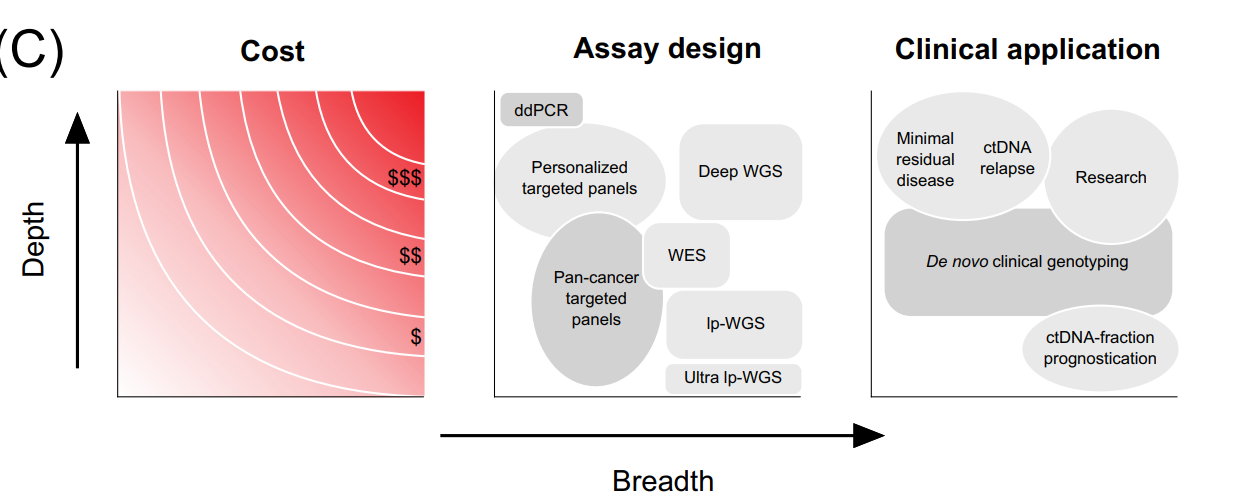 (C)
Cost
Assay design
Clinical application
Depth
$$$
$$
$
ddPCR
Personalized
targeted panels
Deep WGS
WES
Pan-cancer
targeted
panels
lp-WGS
Ultra lp-WGS
Minimal
residual
disease
ctDNA
relapse
Research
De novo clinical genotyping
ctDNA-fraction
prognostication
Breadth